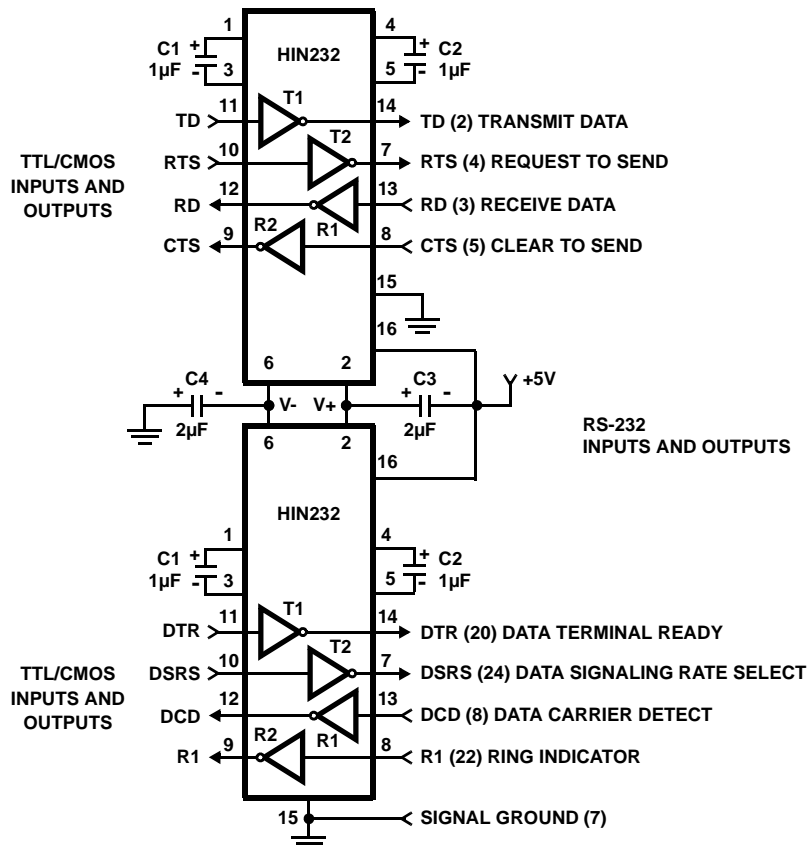 1 HIN232 4
C1 + + C2
1µF - 3 5 - 1µF
11 T1 14
TD TD (2) TRANSMIT DATA
10 T2 7
RTS RTS (4) REQUEST TO SEND
TTL/CMOS
INPUTS AND
OUTPUTS
12 13
RD R1 RD (3) RECEIVE DATA
9 R2 8
CTS CTS (5) CLEAR TO SEND
15
16
6 2
C4 C3
+ - V- V+ + - +5V
2µF 2µF
RS-232
INPUTS AND OUTPUTS
6 2
16
HIN232
1 4
C1 + + C2
1µF - 3 5 - 1µF
11 T1 14
DTR DTR (20) DATA TERMINAL READY
10 T2 7
DSRS DSRS (24) DATA SIGNALING RATE SELECT
TTL/CMOS
INPUTS AND
OUTPUTS
12 13
DCD R1 DCD (8) DATA CARRIER DETECT
9 R2 8
R1 R1 (22) RING INDICATOR
15 SIGNAL GROUND (7)